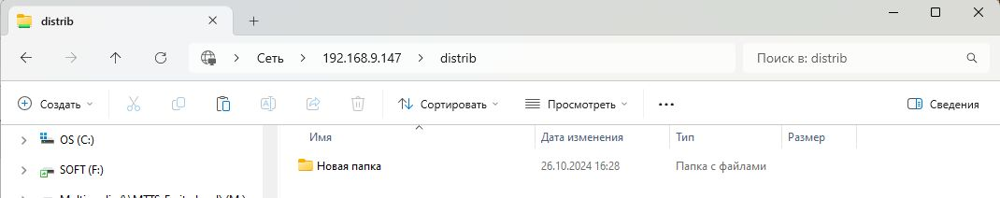 distrib
Сеть 192.168.9.147 distrib
Поиск в: distrib
Создать
Сортировать
Просмотреть
Сведения
Имя Дата изменения Тип Размер
OS (C:)
Новая папка 26.10.2024 16:28 Папка с файлами
SOFT (F:)